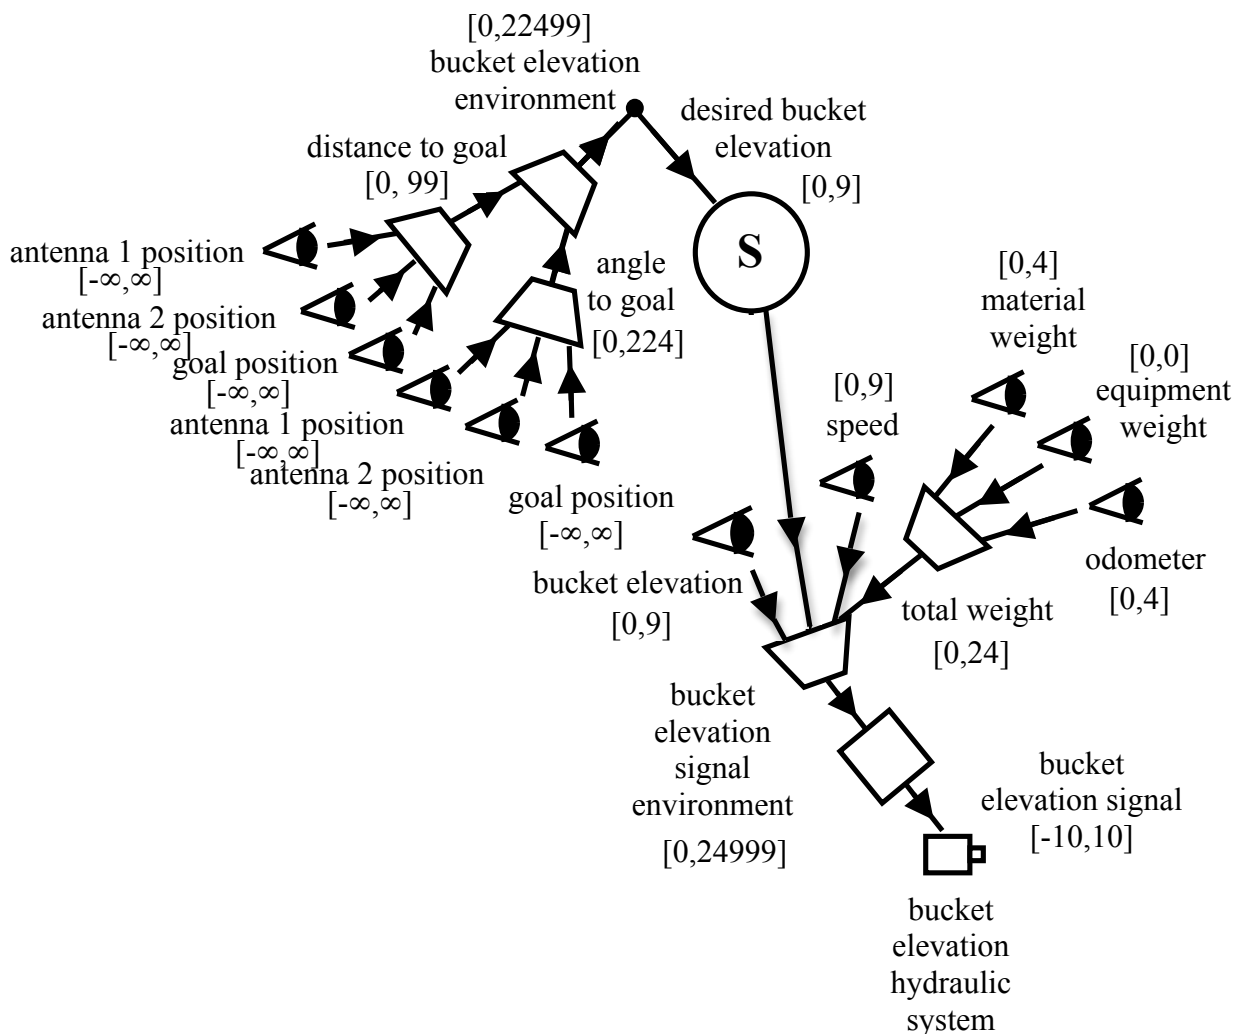 [0,22499]
bucket elevation
environment
desired bucket
elevation
[0,9]
distance to goal
[0, 99]
S
antenna 1 position
[-∞,∞]
antenna 2 position
[-∞,∞]
goal position
[-∞,∞]
antenna 1 position
[-∞,∞]
antenna 2 position
[-∞,∞]
goal position
[-∞,∞]
angle
to goal
[0,224]
[0,4]
material
weight
[0,0]
equipment
weight
[0,9]
speed
odometer
[0,4]
bucket elevation
[0,9]
total weight
[0,24]
bucket
elevation
signal
environment
[0,24999]
bucket
elevation signal
[-10,10]
bucket
elevation
hydraulic
system